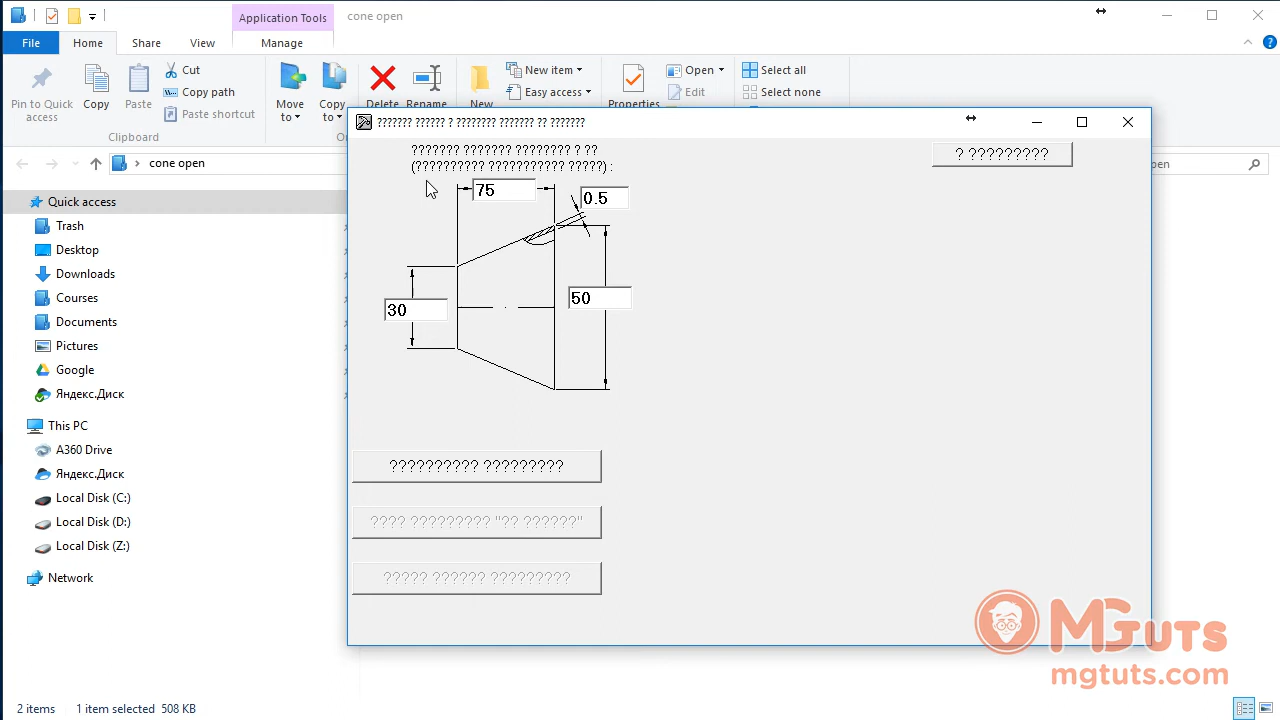 Application Tools
cone open
File
Home
Share
View
Manage
Pin to Quick access
Copy
Paste
Cut
Copy path
Paste shortcut
Move to
Copy to
Delete
Rename
New
New item
Easy access
Properties
Open
Edit
Select all
Select none
Clipboard
cone open
Quick access
Trash
Desktop
Downloads
Courses
Documents
Pictures
Google
Яндекс.Диск
This PC
A360 Drive
Яндекс.Диск
Local Disk (C:)
Local Disk (D:)
Local Disk (Z:)
Network
2 items
1 item selected 508 KB
??????? ?????? ? ???????? ??????? ?? ???????
??????? ??????? ???????? ? ??
(?????????? ??????????? ?????) :
? ?????????
75
0.5
30
50
?????????? ?????????
???? ????????? "?? ??????"
????? ?????? ?????????
MGTUTS
mgtuts.com